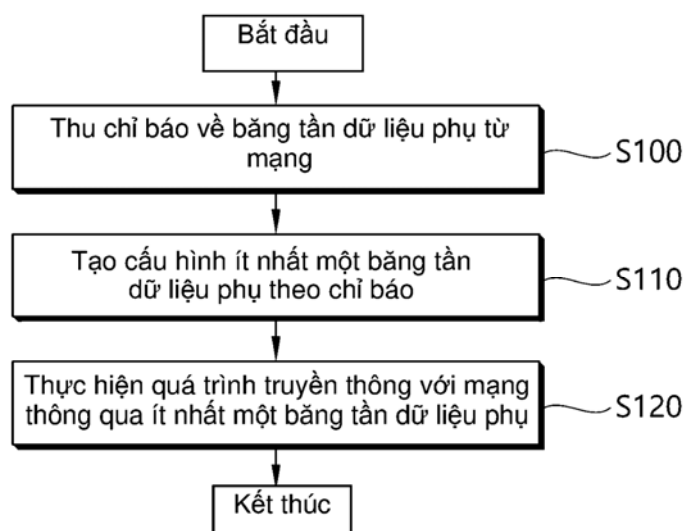 Bắt đầu
Thu chỉ báo về băng tần dữ liệu phụ từ
mạng
S100
Tạo cấu hình ít nhất một băng tần
dữ liệu phụ theo chỉ báo
S110
Thực hiện quá trình truyền thông với mạng
thông qua ít nhất một băng tần dữ liệu phụ
S120
Kết thúc